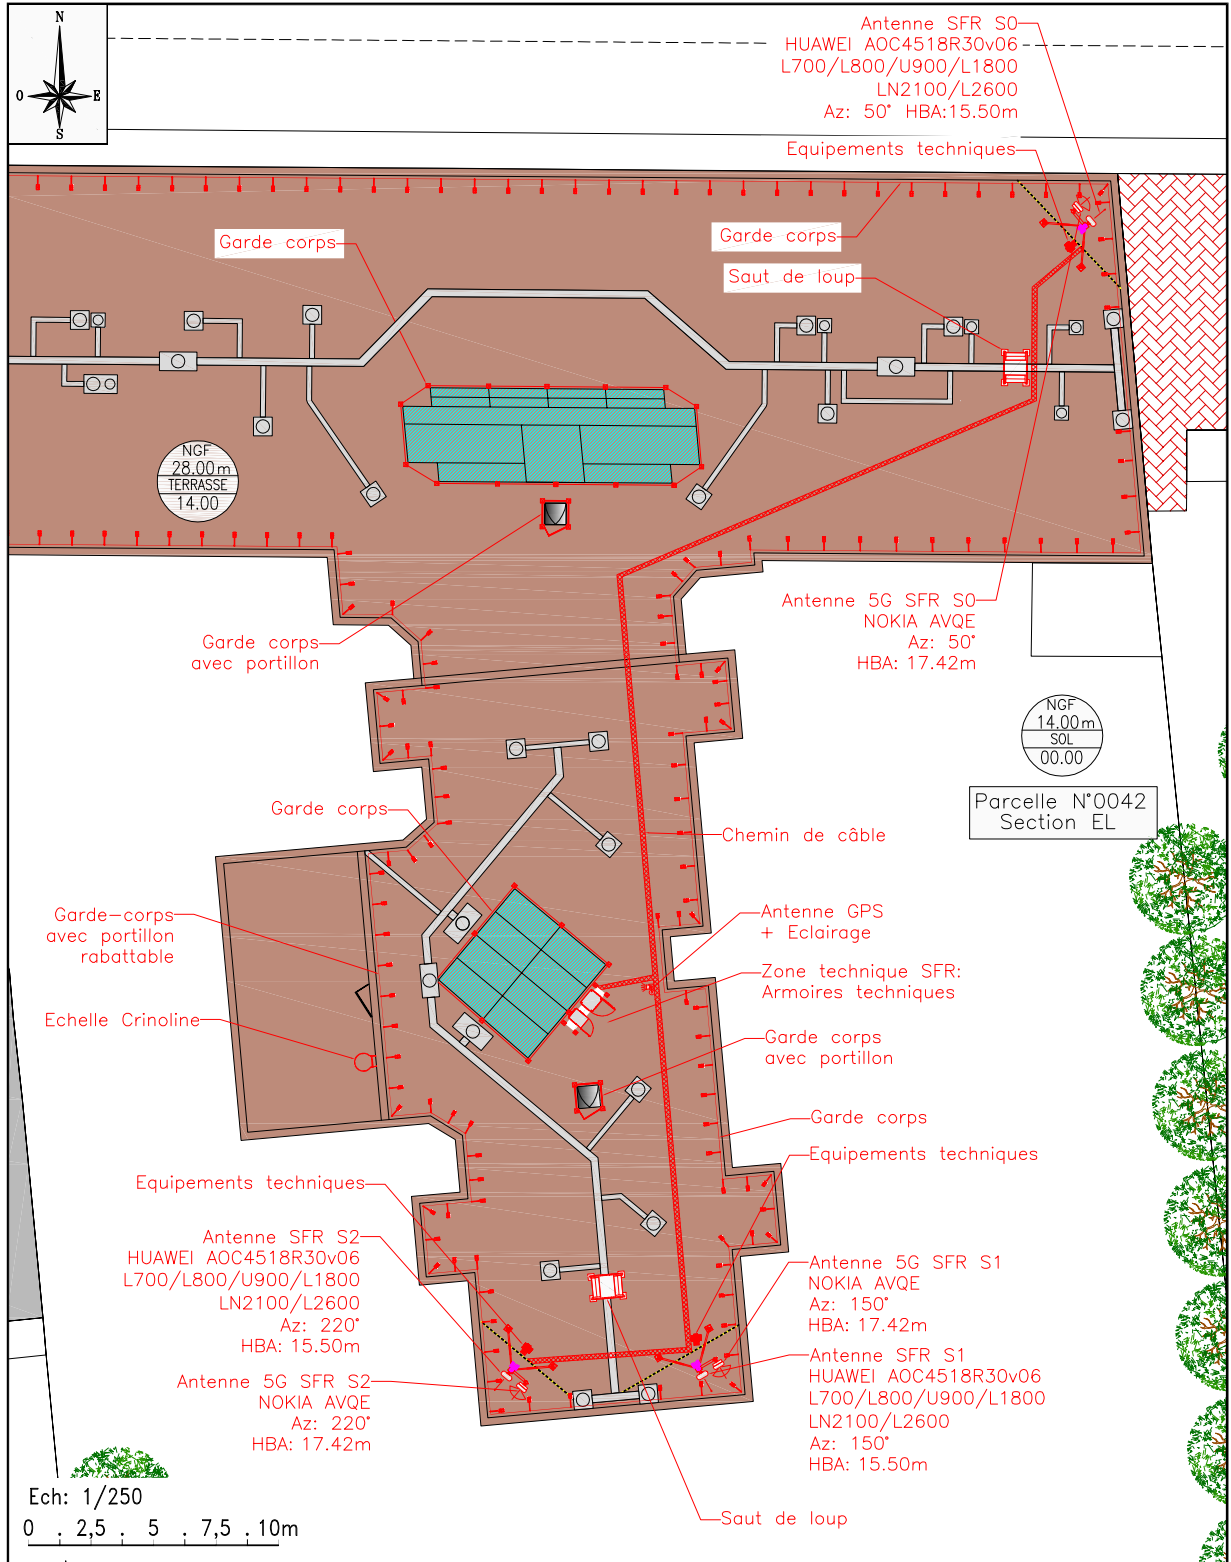 N
O
E
S
Antenne SFR S0
HUAWEI AOC4518R30v06
L700/L800/U900/L1800
LN2100/L2600
Az: 50° HBA:15.50m
Equipements techniques
Garde corps
Garde corps
Saut de loup
NGF
28.00m
TERRASSE
14.00
Antenne 5G SFR S0
NOKIA AVQE
Az: 50°
HBA: 17.42m
Garde corps
avec portillon
NGF
14.00m
SOL
00.00
Parcelle N°0042
Section EL
Garde corps
Chemin de câble
Garde-corps
avec portillon
rabattable
Antenne GPS
+ Eclairage
Zone technique SFR:
Armoires techniques
Echelle Crinoline
Garde corps
avec portillon
Garde corps
Equipements techniques
Equipements techniques
Antenne SFR S2
HUAWEI AOC4518R30v06
L700/L800/U900/L1800
LN2100/L2600
Az: 220°
HBA: 15.50m
Antenne 5G SFR S1
NOKIA AVQE
Az: 150°
HBA: 17.42m
Antenne 5G SFR S2
NOKIA AVQE
Az: 220°
HBA: 17.42m
Antenne SFR S1
HUAWEI AOC4518R30v06
L700/L800/U900/L1800
LN2100/L2600
Az: 150°
HBA: 15.50m
Saut de loup
Ech: 1/250
0 . 2,5 . 5 . 7,5 . 10m